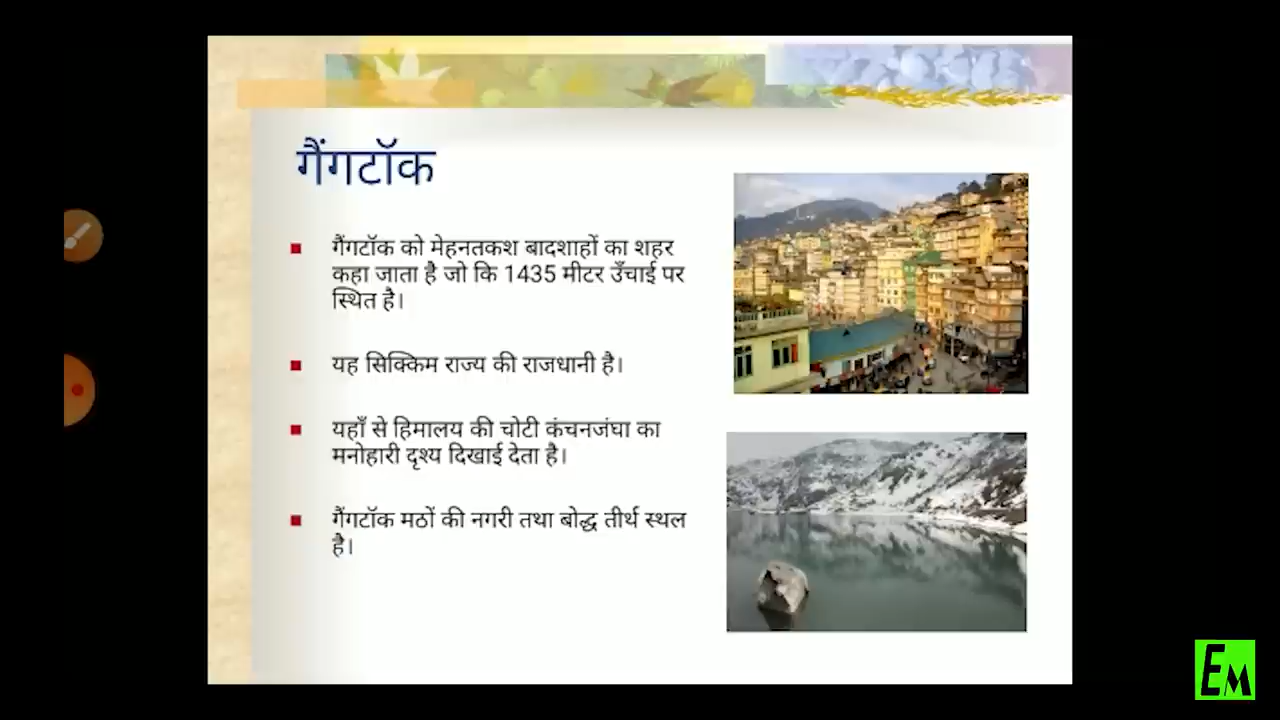 गैंगटॉक
गैंगटॉक को मेहनतकश बादशाहों का शहर
कहा जाता है जो कि 1435 मीटर उँचाई पर
स्थित है।
यह सिक्किम राज्य की राजधानी है।
यहाँ से हिमालय की चोटी कंचनजंघा का
मनोहारी दृश्य दिखाई देता है।
गैंगटॉक मठों की नगरी तथा बोद्ध तीर्थ स्थल
है।
EM